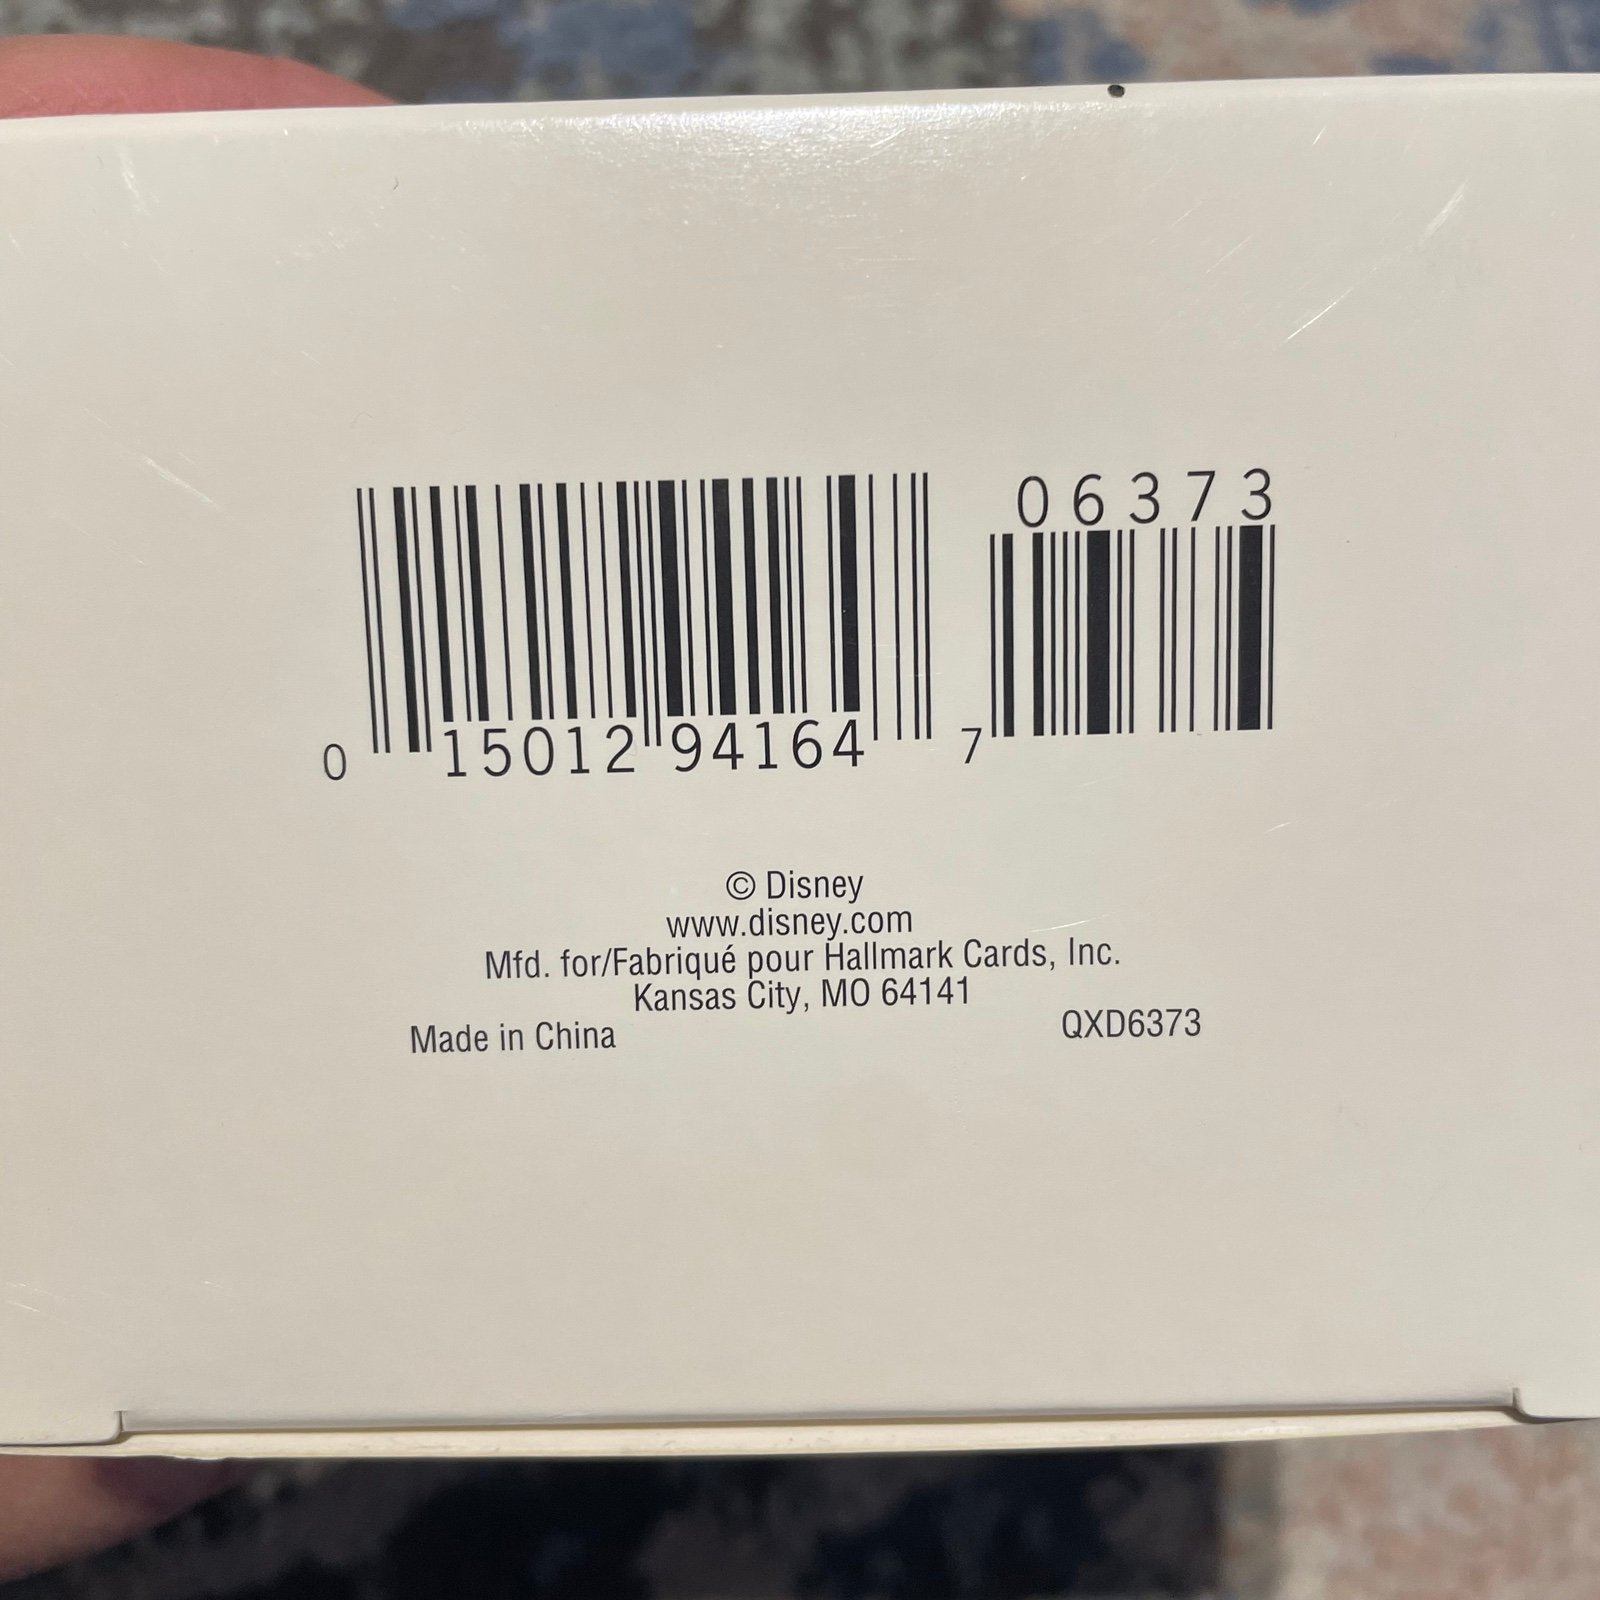 06373
0 15012 94164 7
© Disney
www.disney.com
Mfd. for/Fabriqué pour Hallmark Cards, Inc.
Kansas City, MO 64141
Made in China QXD6373